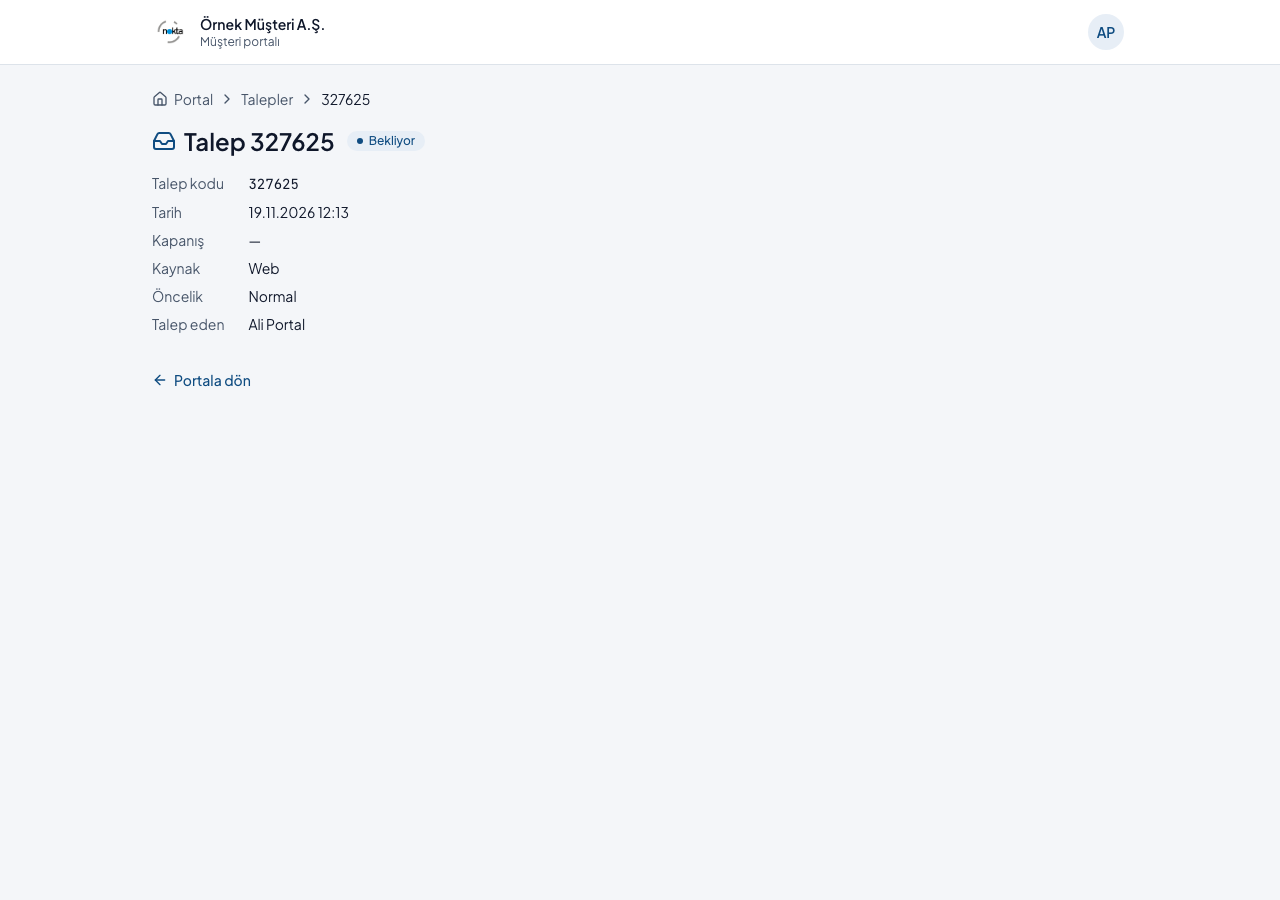 nokta
Örnek Müşteri A.Ş.
Müşteri portalı
AP
Portal > Talepler > 327625
Talep 327625 Bekliyor
Talep kodu 327625
Tarih 19.11.2026 12:13
Kapanış —
Kaynak Web
Öncelik Normal
Talep eden Ali Portal
← Portala dön